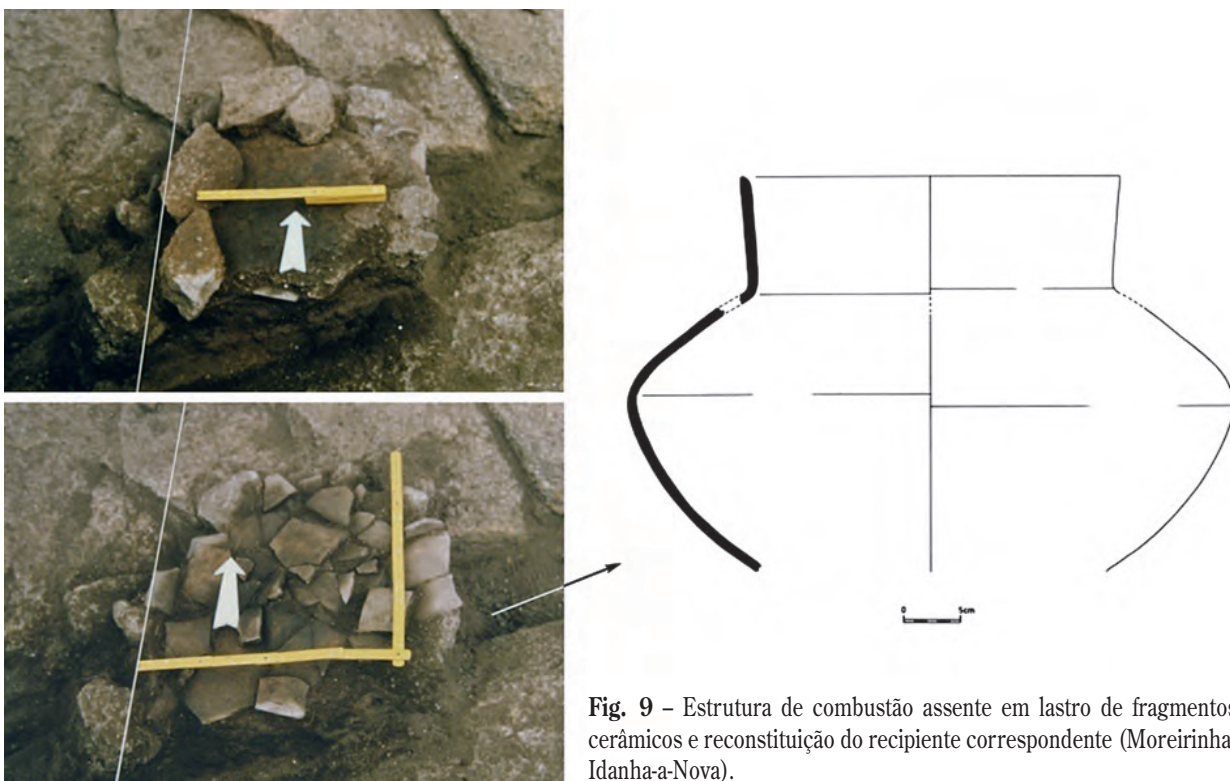 0 5cm
Fig. 9 – Estrutura de combustão assente em lastro de fragmentos
cerâmicos e reconstituição do recipiente correspondente (Moreirinha,
Idanha-a-Nova).